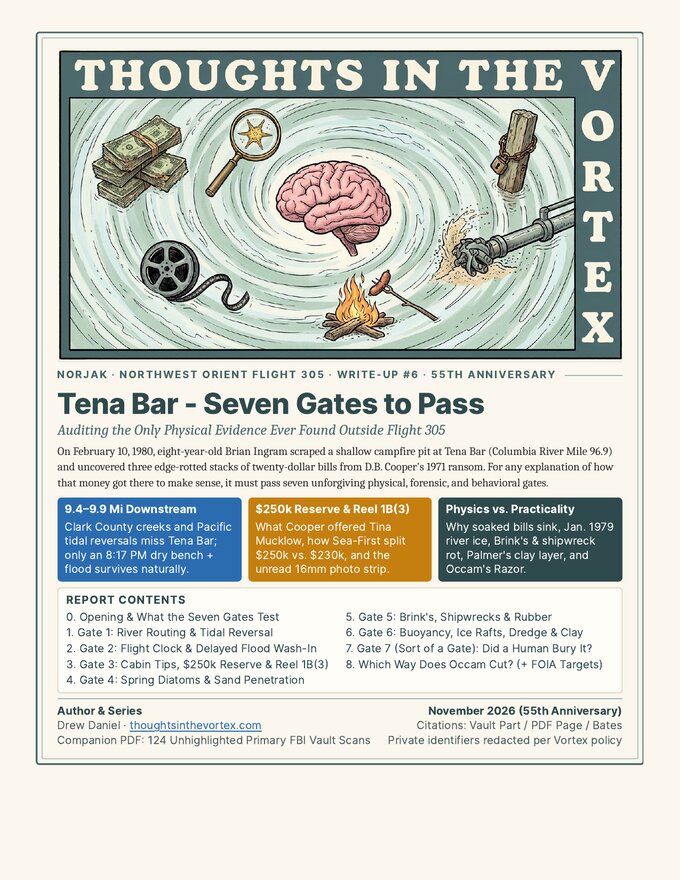 THOUGHTS IN THE VORTEX
NORJAK · NORTHWEST ORIENT FLIGHT 305 · WRITE-UP #6 · 55TH ANNIVERSARY
Tena Bar - Seven Gates to Pass
Auditing the Only Physical Evidence Ever Found Outside Flight 305
On February 10, 1980, eight-year-old Brian Ingram scraped a shallow campfire pit at Tena Bar (Columbia River Mile 96.9)
and uncovered three edge-rotted stacks of twenty-dollar bills from D.B. Cooper's 1971 ransom. For any explanation of how
that money got there to make sense, it must pass seven unforgiving physical, forensic, and behavioral gates.
9.4–9.9 Mi Downstream
Clark County creeks and Pacific
tidal reversals miss Tena Bar;
only an 8:17 PM dry bench +
flood survives naturally.
$250k Reserve & Reel 1B(3)
What Cooper offered Tina
Mucklow, how Sea-First split
$250k vs. $230k, and the
unread 16mm photo strip.
Physics vs. Practicality
Why soaked bills sink, Jan. 1979
river ice, Brink's & shipwreck
rot, Palmer's clay layer, and
Occam's Razor.
REPORT CONTENTS
0. Opening & What the Seven Gates Test
1. Gate 1: River Routing & Tidal Reversal
2. Gate 2: Flight Clock & Delayed Flood Wash-In
3. Gate 3: Cabin Tips, $250k Reserve & Reel 1B(3)
4. Gate 4: Spring Diatoms & Sand Penetration
5. Gate 5: Brink's, Shipwrecks & Rubber
6. Gate 6: Buoyancy, Ice Rafts, Dredge & Clay
7. Gate 7 (Sort of a Gate): Did a Human Bury It?
8. Which Way Does Occam Cut? (+ FOIA Targets)
Author & Series
Drew Daniel · thoughtsinthevortex.com
Companion PDF: 124 Unhighlighted Primary FBI Vault Scans
November 2026 (55th Anniversary)
Citations: Vault Part / PDF Page / Bates
Private identifiers redacted per Vortex policy